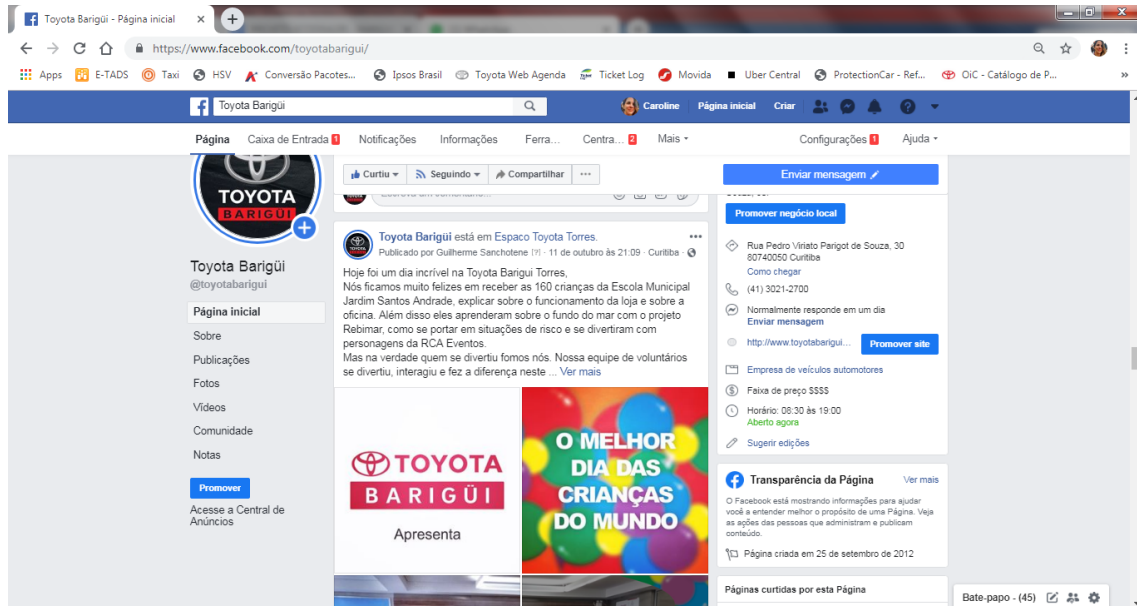 Toyota Barigüi - Página inicial
https://www.facebook.com/toyotabarigui/
Apps E-TADS Taxi HSV Conversão Pacotes... Ipsos Brasil Toyota Web Agenda Ticket Log Movida Uber Central ProtectionCar - Ref... OiC - Catálogo de P... »
Toyota Barigüi
Caroline Página inicial Criar
Página Caixa de Entrada 1 Notificações Informações Ferra... Centra... 2 Mais Configurações 1 Ajuda
TOYOTA
BARIGUI
Toyota Barigüi
@toyotabarigui
Página inicial
Sobre
Publicações
Fotos
Vídeos
Comunidade
Notas
Promover
Acesse a Central de
Anúncios
Curtiu Seguindo Compartilhar ...
Toyota Barigüi está em Espaco Toyota Torres.
Publicado por Guilherme Sanchotene [?] · 11 de outubro às 21:09 · Curitiba ·
Hoje foi um dia incrível na Toyota Barigui Torres,
Nós ficamos muito felizes em receber as 160 crianças da Escola Municipal
Jardim Santos Andrade, explicar sobre o funcionamento da loja e sobre a
oficina. Além disso eles aprenderam sobre o fundo do mar com o projeto
Rebimar, como se portar em situações de risco e se divertiram com
personagens da RCA Eventos.
Mas na verdade quem se divertiu fomos nós. Nossa equipe de voluntários
se divertiu, interagiu e fez a diferença neste ... Ver mais
TOYOTA
BARIGÜI
Apresenta
O MELHOR
DIA DAS
CRIANÇAS
DO MUNDO
Enviar mensagem
Promover negócio local
Rua Pedro Viriato Parigot de Souza, 30
80740050 Curitiba
Como chegar
(41) 3021-2700
Normalmente responde em um dia
Enviar mensagem
http://www.toyotabarigui... Promover site
Empresa de veículos automotores
Faixa de preço $$$$
Horário: 08:30 às 19:00
Aberto agora
Sugerir edições
Transparência da Página Ver mais
O Facebook está mostrando informações para ajudar
você a entender melhor o propósito de uma Página. Veja
as ações das pessoas que administram e publicam
conteúdo.
Página criada em 25 de setembro de 2012
Páginas curtidas por esta Página
Bate-papo - (45)